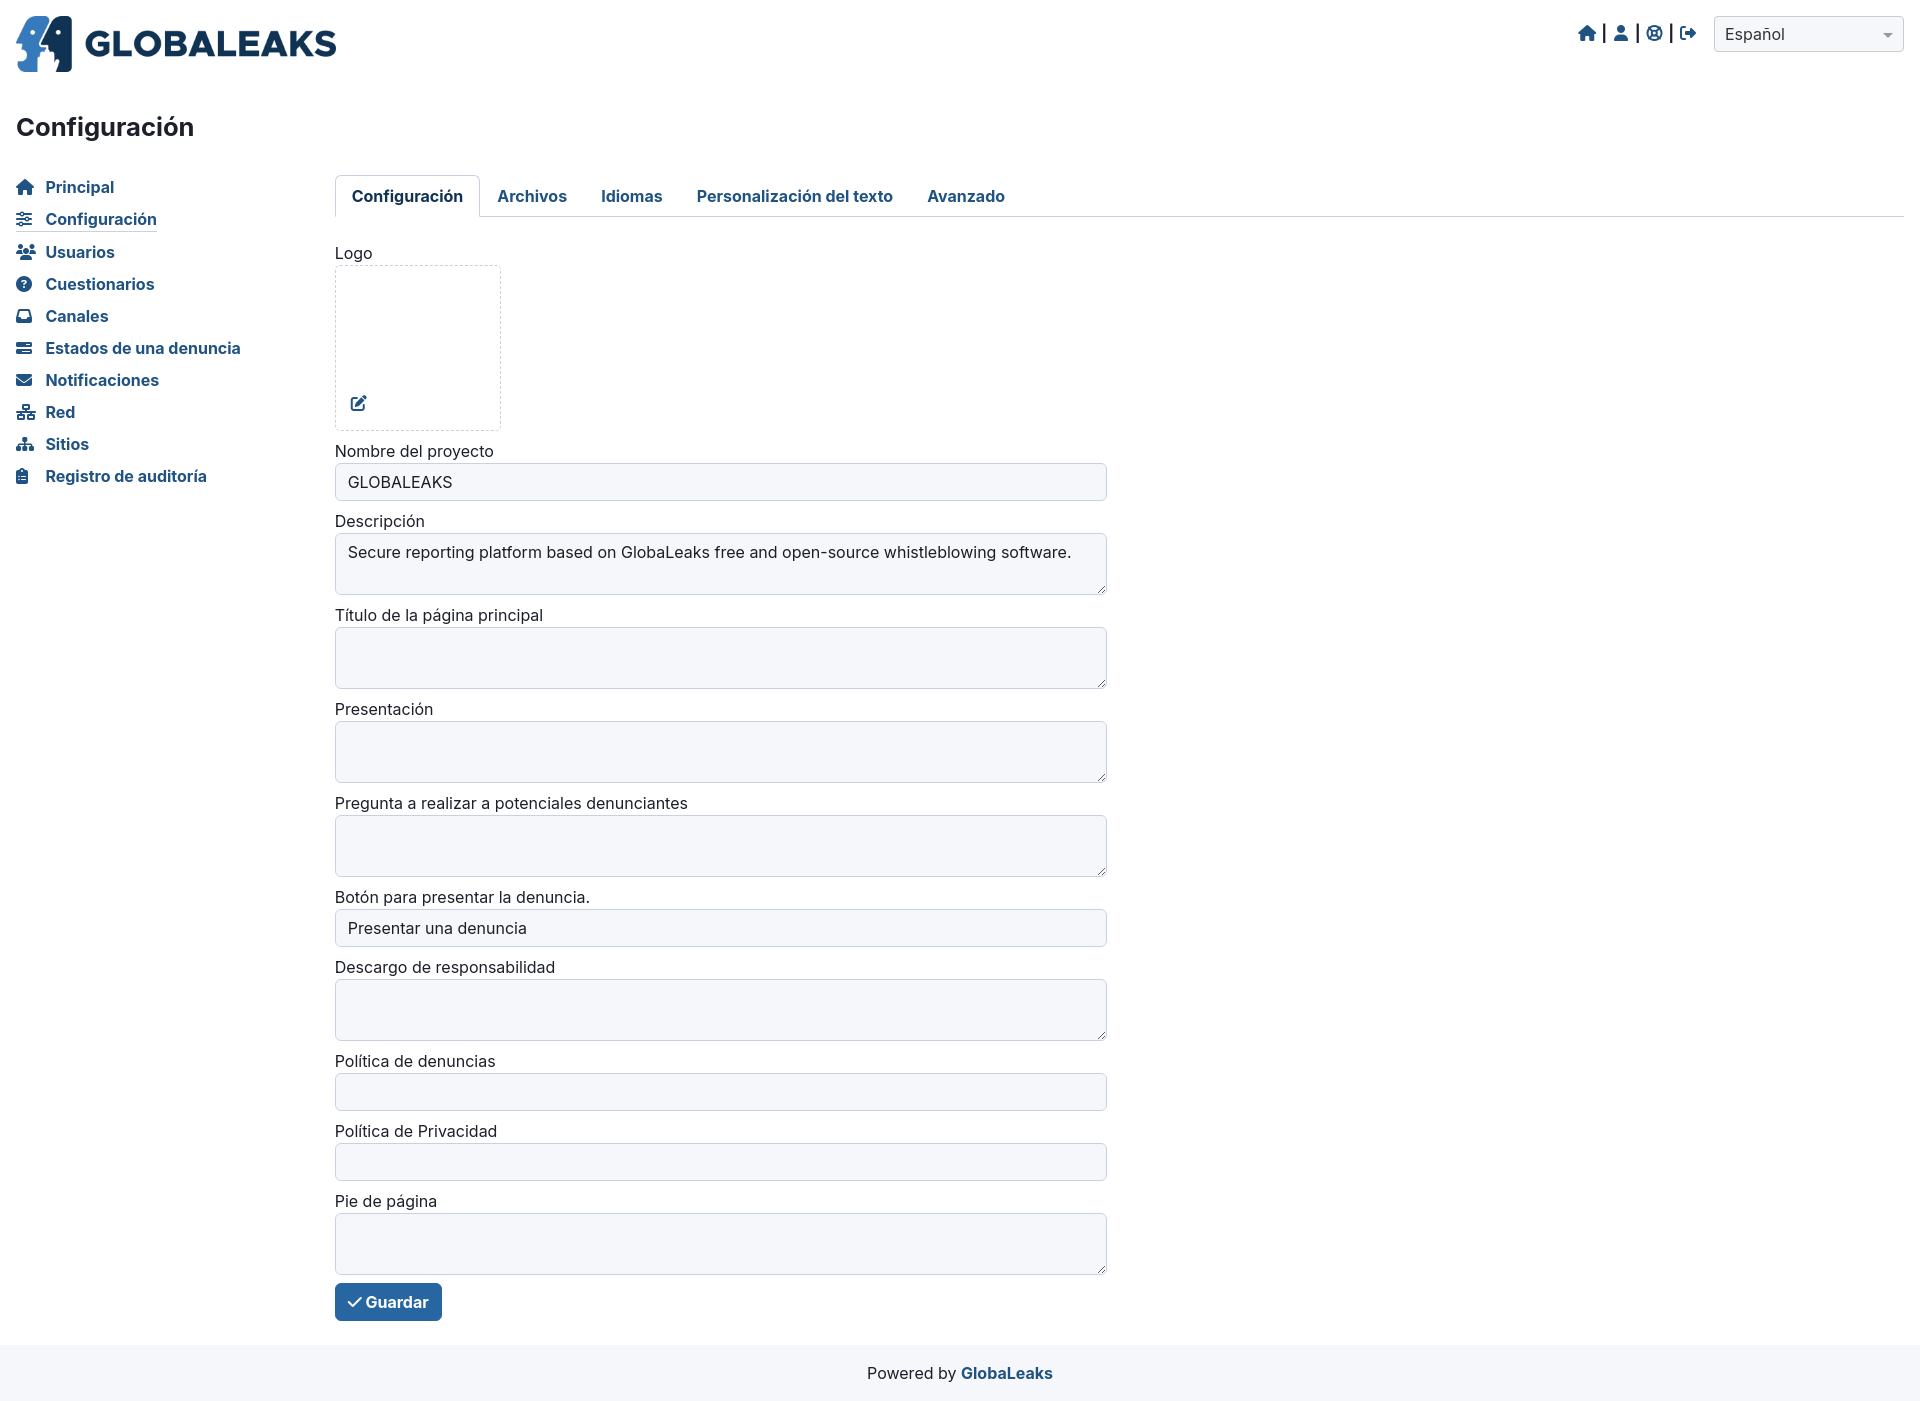 GLOBALEAKS
|
|
|
Español
Configuración
Principal
Configuración
Usuarios
Cuestionarios
Canales
Estados de una denuncia
Notificaciones
Red
Sitios
Registro de auditoría
Configuración
Archivos
Idiomas
Personalización del texto
Avanzado
Logo
Nombre del proyecto
GLOBALEAKS
Descripción
Secure reporting platform based on GlobaLeaks free and open-source whistleblowing software.
Título de la página principal
Presentación
Pregunta a realizar a potenciales denunciantes
Botón para presentar la denuncia.
Presentar una denuncia
Descargo de responsabilidad
Política de denuncias
Política de Privacidad
Pie de página
Guardar
Powered by GlobaLeaks